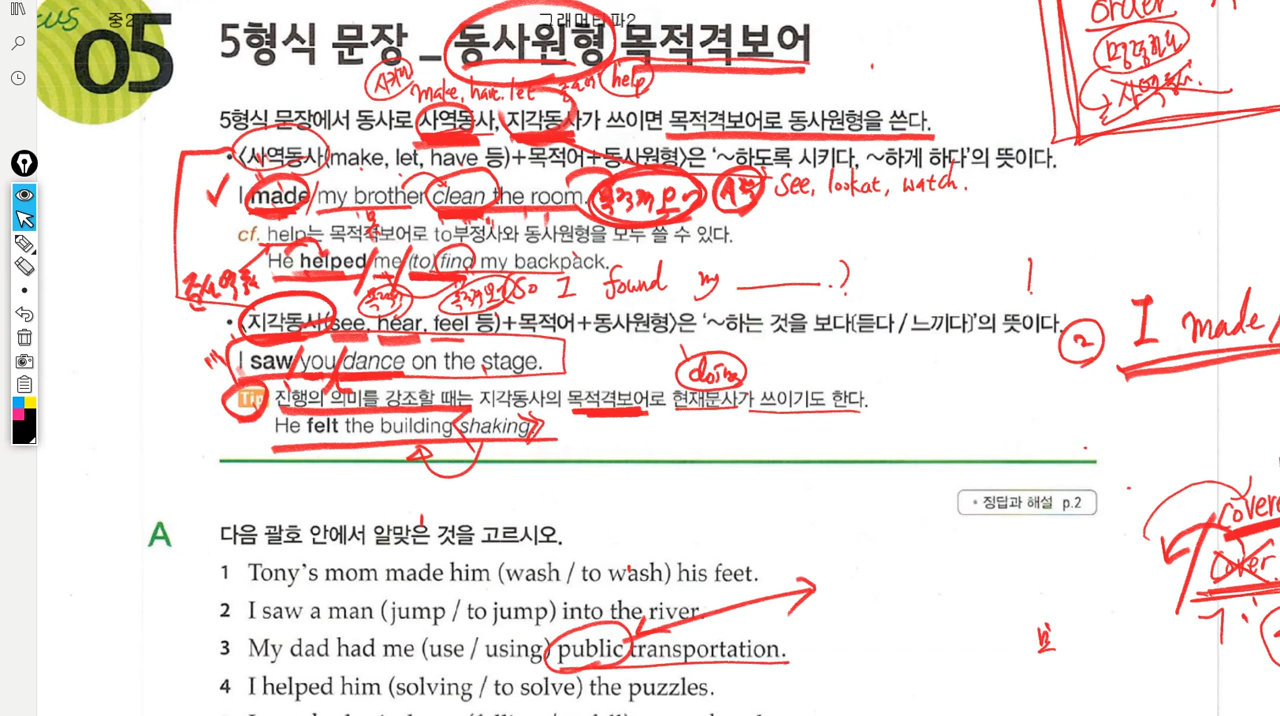 중2 그래머타파2
05 5형식 문장 _ 동사원형 목적격보어
order
명령하다
make, have, let 준사역 help
5형식 문장에서 동사로 사역동사, 지각동사가 쓰이면 목적격보어로 동사원형을 쓴다.
• 〈사역동사(make, let, have 등)+목적어+동사원형〉은 ‘~하도록 시키다, ~하게 하다’의 뜻이다.
I made my brother clean the room. 목적격보어 see, look at, watch.
cf. help는 목적격보어로 to부정사와 동사원형을 모두 쓸 수 있다.
He helped me (to) find my backpack.
So I found my ______.?
• 〈지각동사(see, hear, feel 등)+목적어+동사원형〉은 ‘~하는 것을 보다(듣다/느끼다)’의 뜻이다.
② I made
I saw you dance on the stage.
doing
Tip 진행의 의미를 강조할 때는 지각동사의 목적격보어로 현재분사가 쓰이기도 한다.
He felt the building shaking.
• 정답과 해설 p.2
covere
cover
A 다음 괄호 안에서 알맞은 것을 고르시오.
1 Tony’s mom made him (wash / to wash) his feet.
2 I saw a man (jump / to jump) into the river.
3 My dad had me (use / using) public transportation.
4 I helped him (solving / to solve) the puzzles.